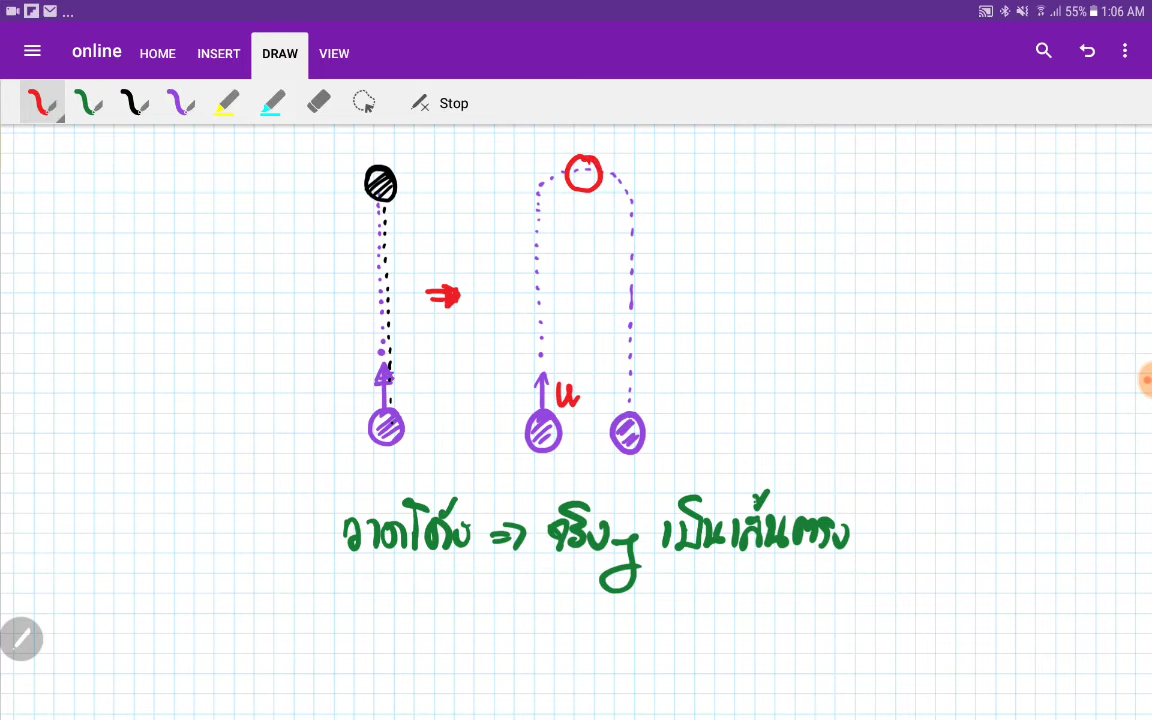 ...
55% 1:06 AM
online HOME INSERT DRAW VIEW
Stop
u
วาดโค้ง ⇒ จริงๆ เป็นเส้นตรง